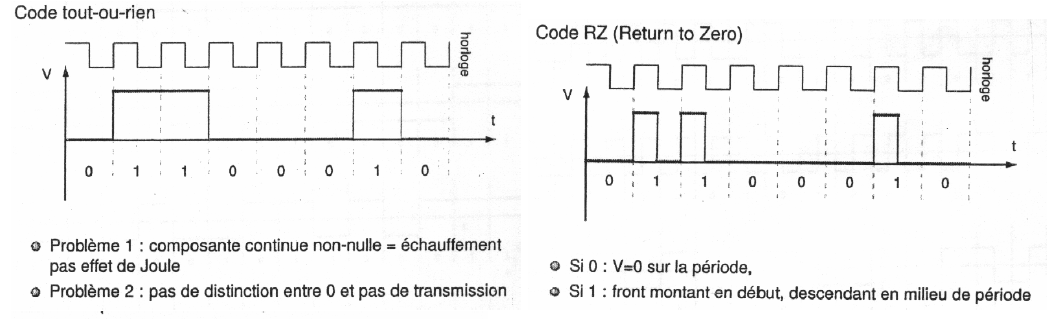 Code tout-ou-rien
horloge
V
t
0 1 1 0 0 0 1 0
Problème 1 : composante continue non-nulle = échauffement
pas effet de Joule
Problème 2 : pas de distinction entre 0 et pas de transmission
Code RZ (Return to Zero)
horloge
V
t
0 1 1 0 0 0 1 0
Si 0 : V=0 sur la période,
Si 1 : front montant en début, descendant en milieu de période